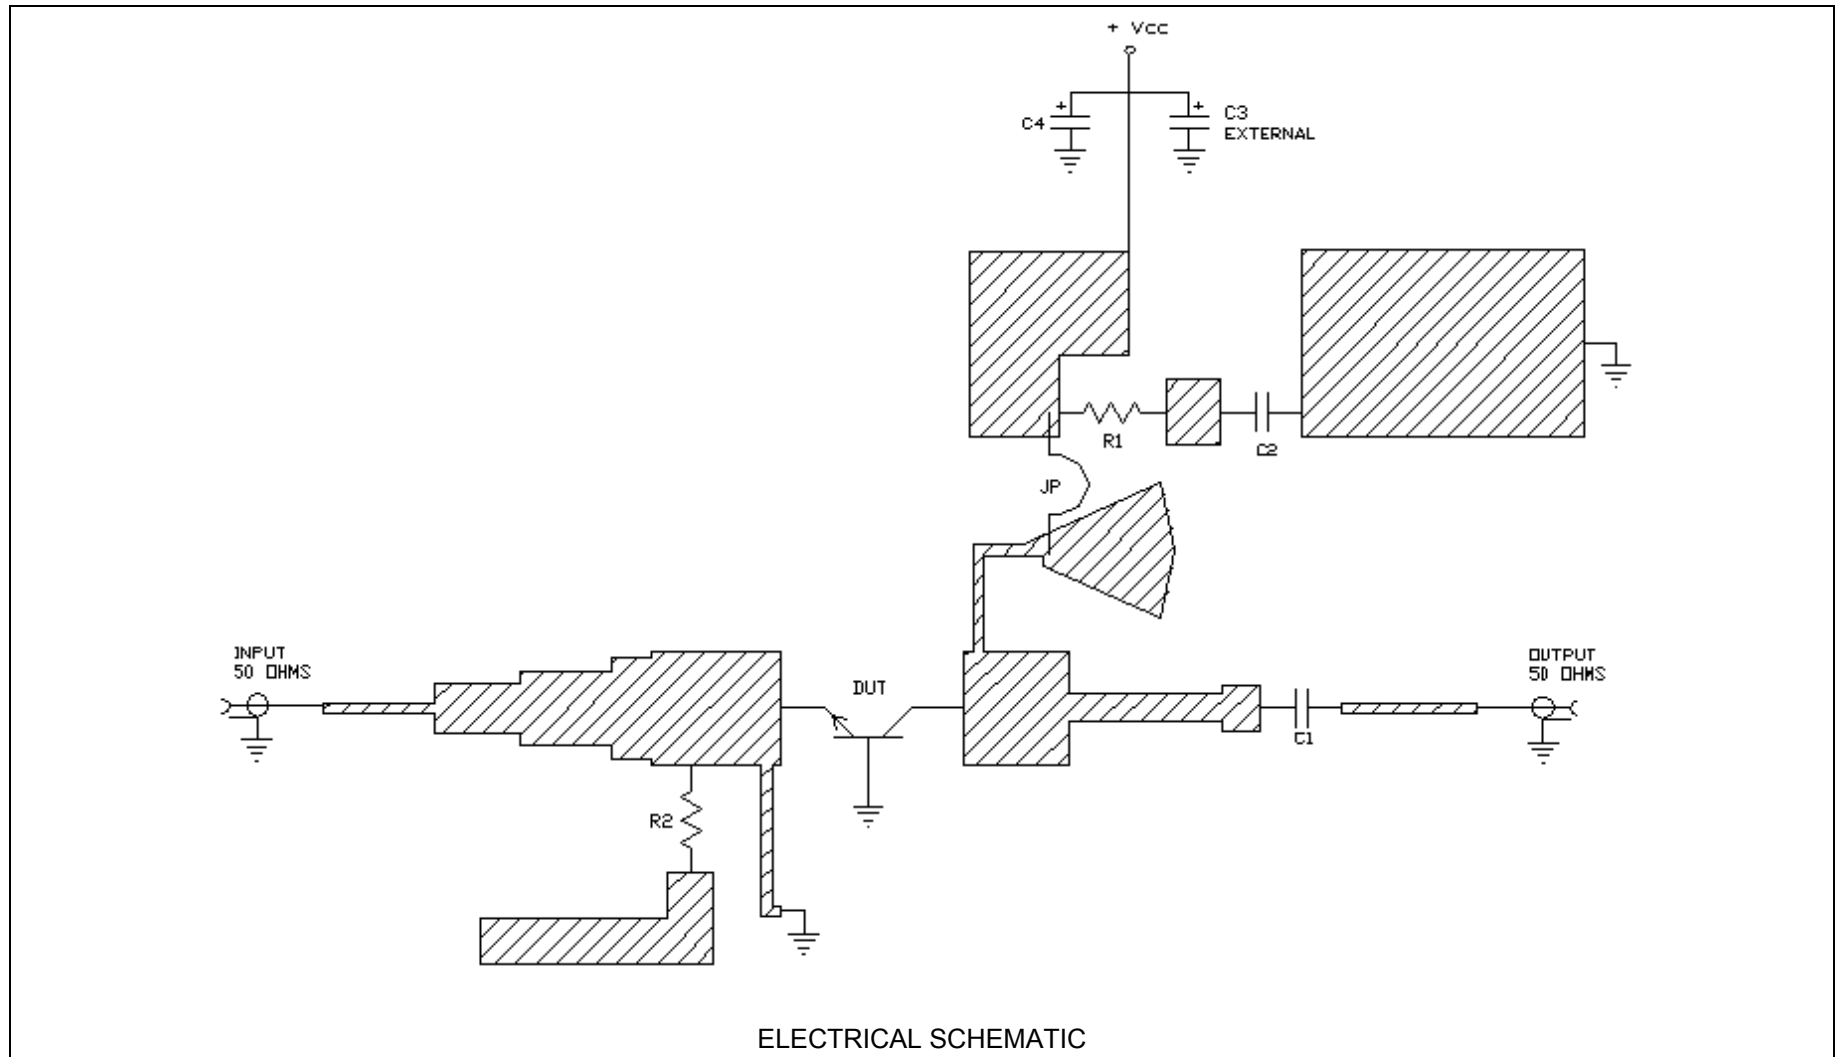 + Vcc
C4
+
+
C3
EXTERNAL
R1
C2
JP
INPUT
50 OHMS
DUT
OUTPUT
50 OHMS
C1
R2
ELECTRICAL SCHEMATIC